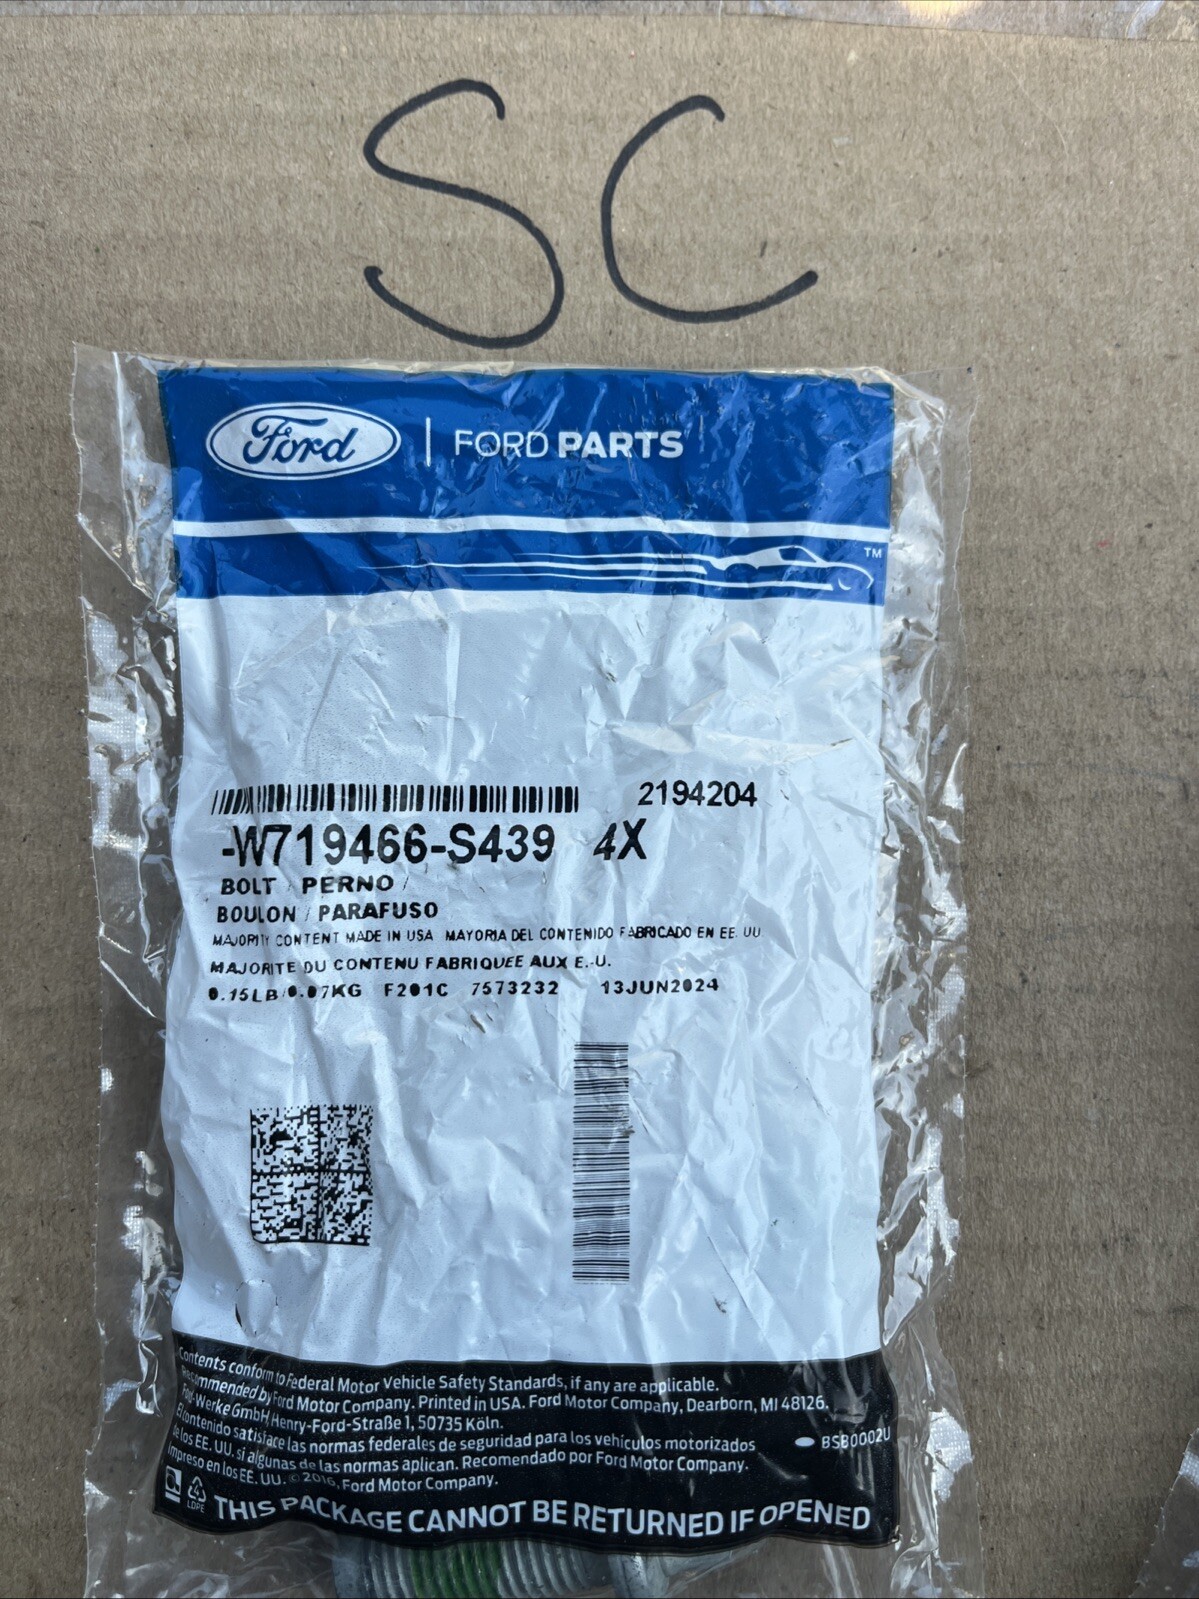 SC
Ford | FORD PARTS
TM
2194204
-W719466-S439 4X
BOLT / PERNO /
BOULON / PARAFUSO
MAJORITY CONTENT MADE IN USA MAYORIA DEL CONTENIDO FABRICADO EN EE. UU
MAJORITE DU CONTENU FABRIQUEE AUX E.-U.
0.15LB/0.07KG F201C 7573232 13JUN2024
Contents conform to Federal Motor Vehicle Safety Standards, if any are applicable.
Recommended by Ford Motor Company. Printed in USA. Ford Motor Company, Dearborn, MI 48126.
Ford-Werke GmbH, Henry-Ford-Straße 1, 50735 Köln.
El contenido satisface las normas federales de seguridad para los vehículos motorizados
de los EE. UU. si algunas de las normas aplican. Recomendado por Ford Motor Company.
BSB0002U
Impreso en los EE. UU. © 2016, Ford Motor Company.
4
LDPE
THIS PACKAGE CANNOT BE RETURNED IF OPENED